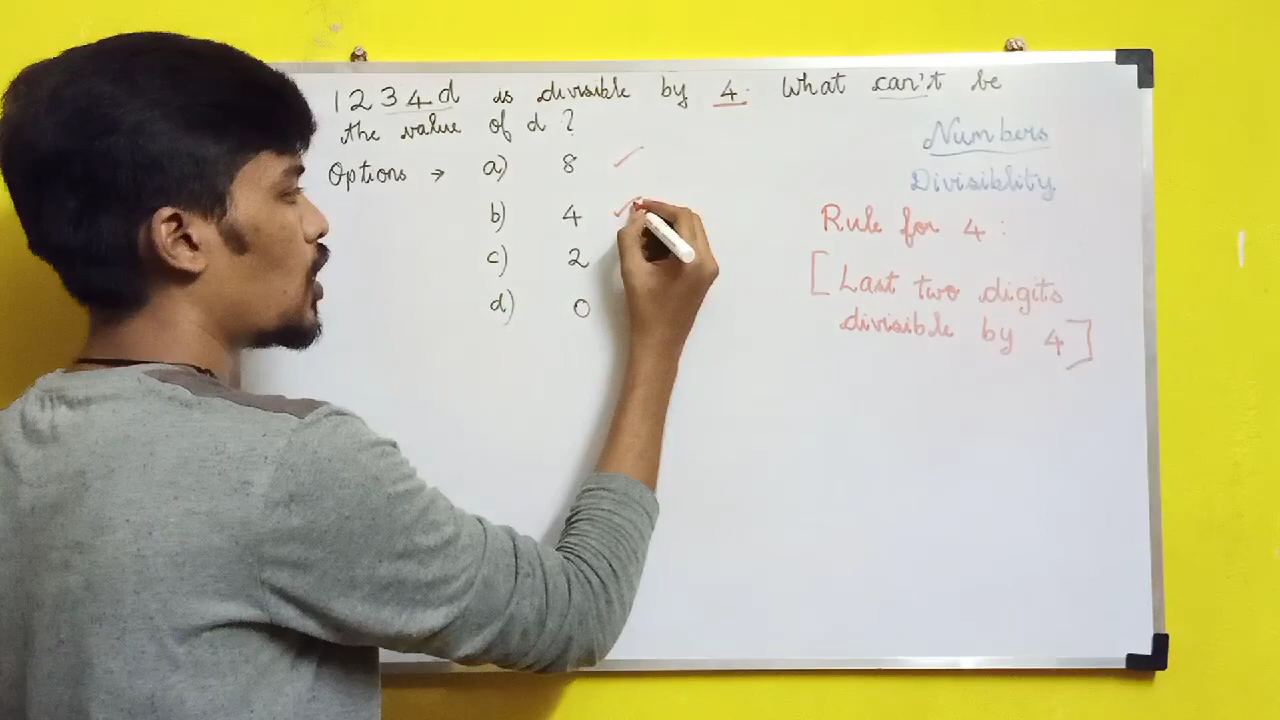 1234d is divisible by 4. What can't be
the value of d ?
Options → a) 8 ✓
b) 4 ✓
c) 2
d) 0
Numbers
Divisiblity
Rule for 4 :
[Last two digits
divisible by 4]